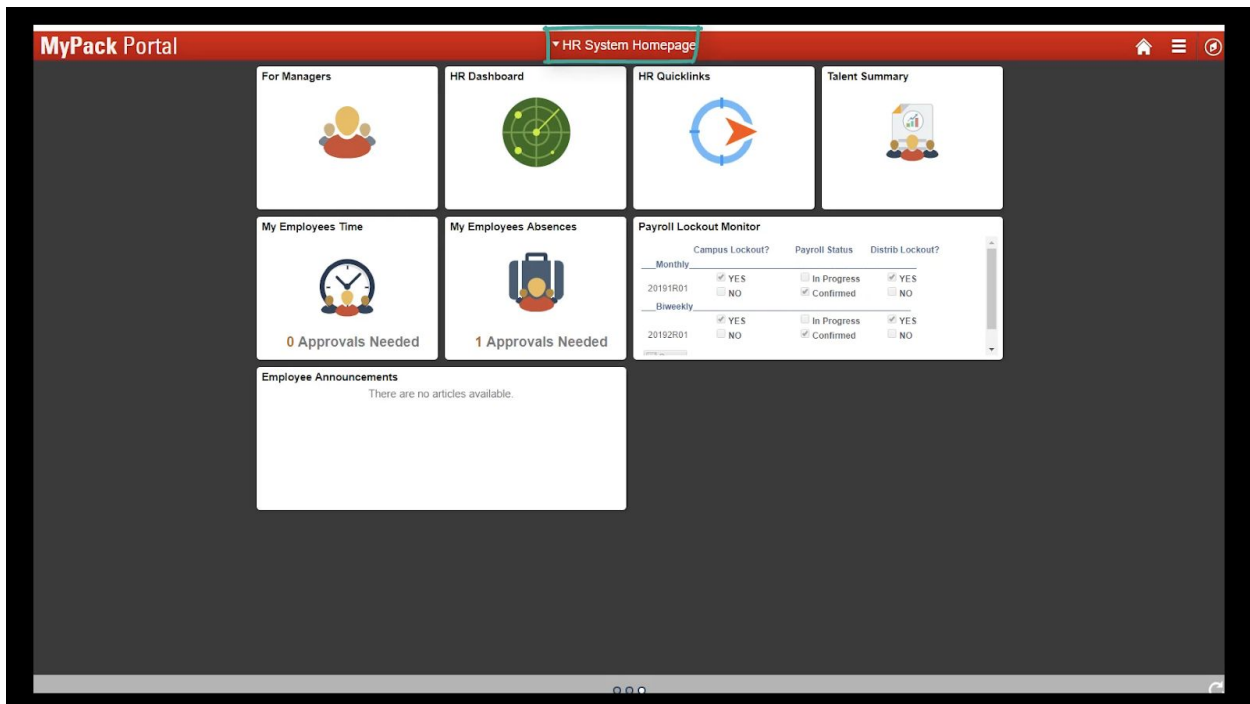 MyPack Portal
HR System Homepage
For Managers
HR Dashboard
HR Quicklinks
Talent Summary
My Employees Time
0 Approvals Needed
My Employees Absences
1 Approvals Needed
Payroll Lockout Monitor
Campus Lockout? Payroll Status Distrib Lockout?
___Monthly
20191R01 YES In Progress YES
NO Confirmed NO
___Biweekly
20192R01 YES In Progress YES
NO Confirmed NO
Employee Announcements
There are no articles available.